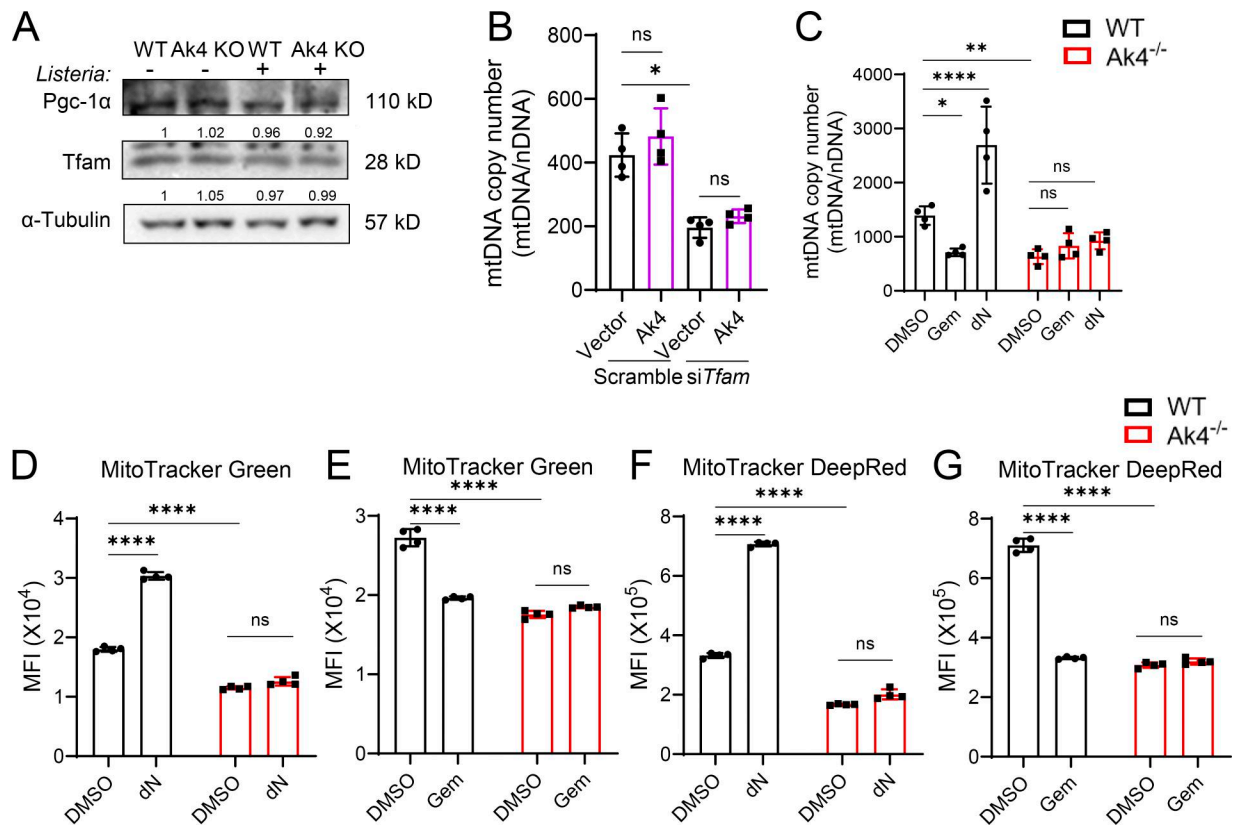 A
WT Ak4 KO WT Ak4 KO
Listeria: - - + +
Pgc-1α 110 kD
1 1.02 0.96 0.92
Tfam 28 kD
1 1.05 0.97 0.99
α-Tubulin 57 kD
B
mtDNA copy number
(mtDNA/nDNA)
800
600
400
200
0
ns
*
ns
Vector Ak4 Vector Ak4
Scramble siTfam
C
WT
Ak4-/-
mtDNA copy number
(mtDNA/nDNA)
4000
3000
2000
1000
0
**
****
*
ns
ns
DMSO Gem dN DMSO Gem dN
WT
Ak4-/-
D
MitoTracker Green
MFI (X10⁴)
4
3
2
1
0
****
****
ns
DMSO dN DMSO dN
E
MitoTracker Green
MFI (X10⁴)
3
2
1
0
****
****
ns
DMSO Gem DMSO Gem
F
MitoTracker DeepRed
MFI (X10⁵)
8
6
4
2
0
****
****
ns
DMSO dN DMSO dN
G
MitoTracker DeepRed
MFI (X10⁵)
8
6
4
2
0
****
****
ns
DMSO Gem DMSO Gem